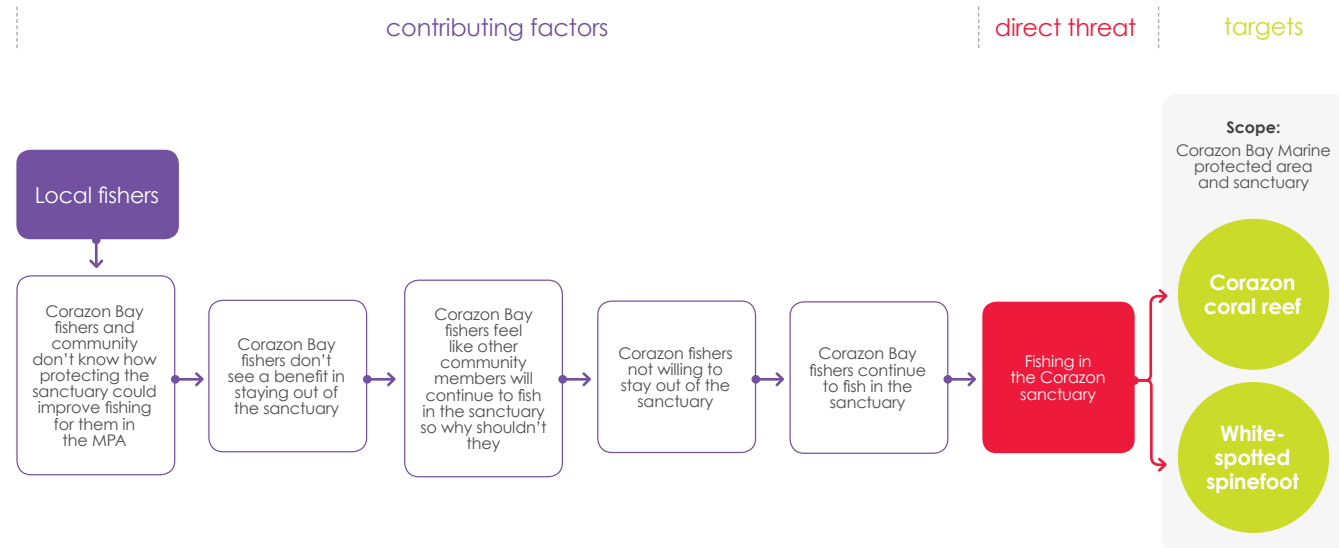 contributing factors
direct threat
targets
Scope:
Corazon Bay Marine
protected area
and sanctuary
Local fishers
Corazon Bay
fishers and
community
don't know how
protecting the
sanctuary could
improve fishing
for them in
the MPA
Corazon Bay
fishers don't
see a benefit in
staying out of
the sanctuary
Corazon Bay
fishers feel
like other
community
members will
continue to fish
in the sanctuary
so why shouldn't
they
Corazon fishers
not willing to
stay out of the
sanctuary
Corazon Bay
fishers continue
to fish in the
sanctuary
Fishing in
the Corazon
sanctuary
Corazon
coral reef
White-
spotted
spinefoot